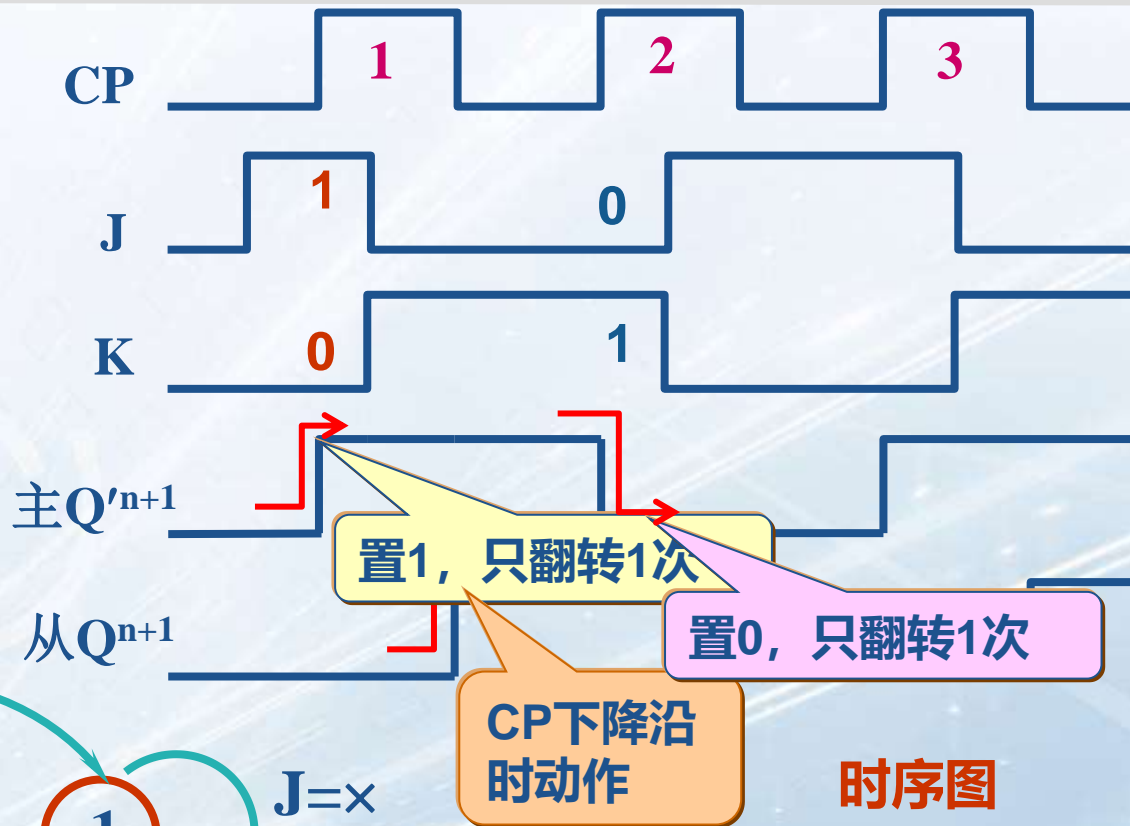 CP
1
2
3
J
1
0
K
0
1
主Q′ⁿ⁺¹
置1，只翻转1次
从Qⁿ⁺¹
置0，只翻转1次
CP下降沿
时动作
时序图
1
J=×